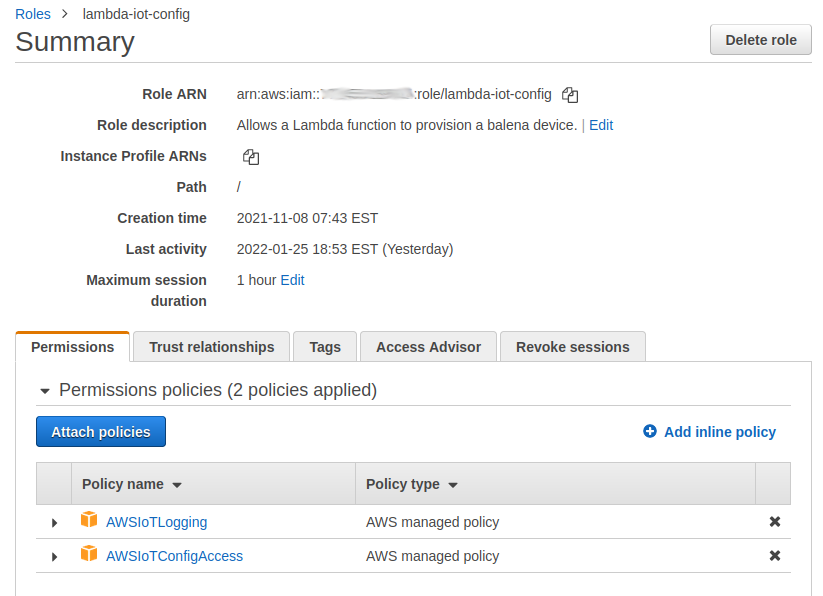 Roles > lambda-iot-config
Summary
Delete role
Role ARN arn:aws:iam:: :role/lambda-iot-config
Role description Allows a Lambda function to provision a balena device. | Edit
Instance Profile ARNs
Path /
Creation time 2021-11-08 07:43 EST
Last activity 2022-01-25 18:53 EST (Yesterday)
Maximum session 1 hour Edit
duration
Permissions Trust relationships Tags Access Advisor Revoke sessions
Permissions policies (2 policies applied)
Attach policies Add inline policy
Policy name Policy type
AWSIoTLogging AWS managed policy
AWSIoTConfigAccess AWS managed policy